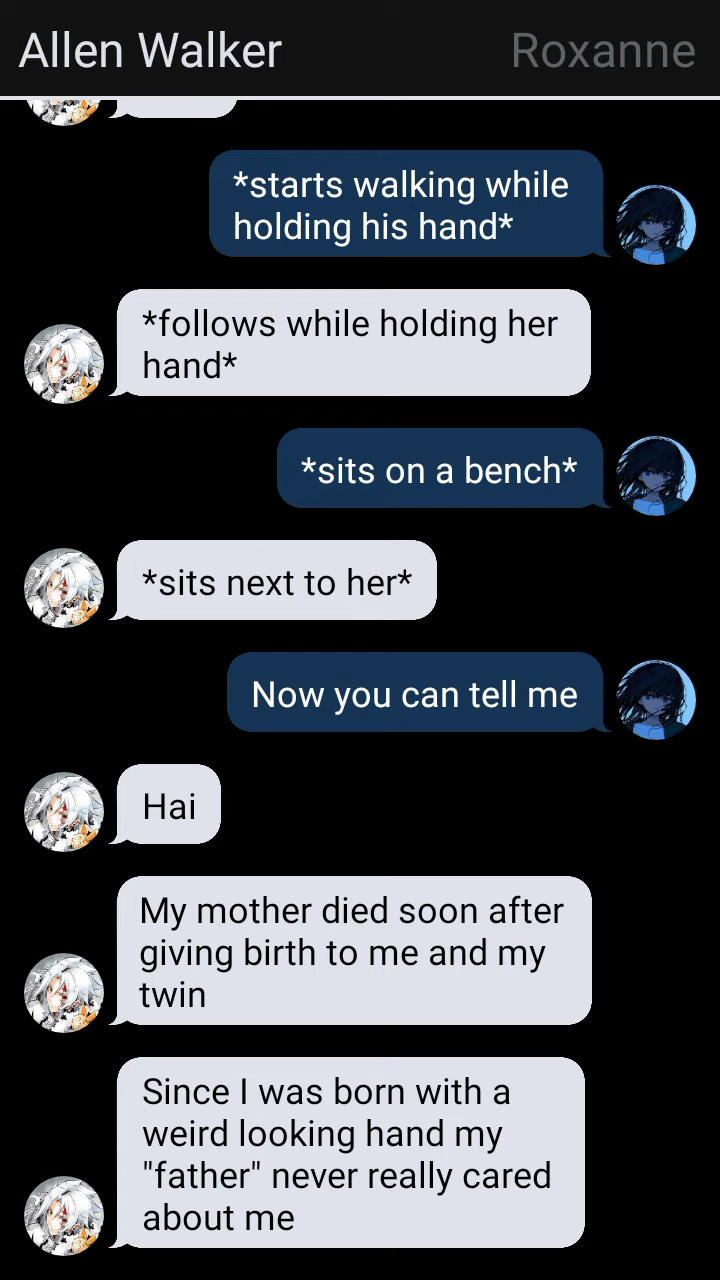 Allen Walker
Roxanne
*starts walking while
holding his hand*
*follows while holding her
hand*
*sits on a bench*
*sits next to her*
Now you can tell me
Hai
My mother died soon after
giving birth to me and my
twin
Since I was born with a
weird looking hand my
"father" never really cared
about me